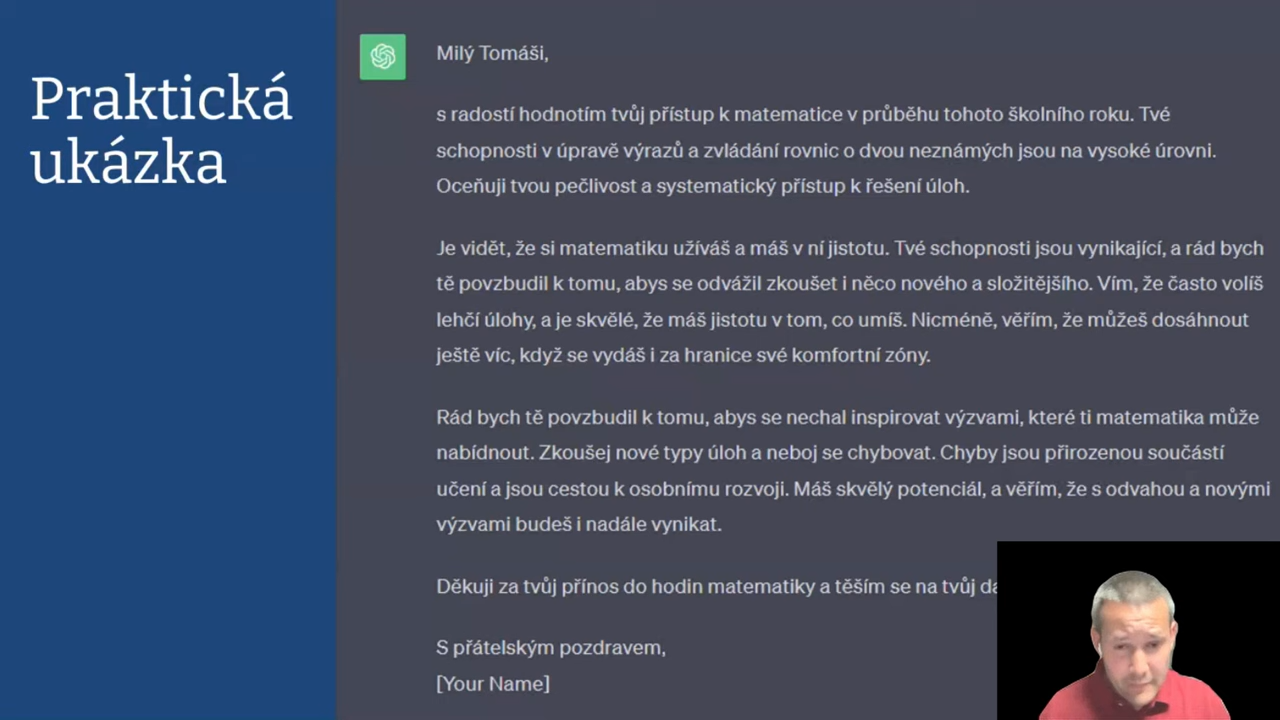 Praktická
ukázka
Milý Tomáši,
s radostí hodnotím tvůj přístup k matematice v průběhu tohoto školního roku. Tvé
schopnosti v úpravě výrazů a zvládání rovnic o dvou neznámých jsou na vysoké úrovni.
Oceňuji tvou pečlivost a systematický přístup k řešení úloh.
Je vidět, že si matematiku užíváš a máš v ní jistotu. Tvé schopnosti jsou vynikající, a rád bych
tě povzbudil k tomu, abys se odvážil zkoušet i něco nového a složitějšího. Vím, že často volíš
lehčí úlohy, a je skvělé, že máš jistotu v tom, co umíš. Nicméně, věřím, že můžeš dosáhnout
ještě víc, když se vydáš i za hranice své komfortní zóny.
Rád bych tě povzbudil k tomu, abys se nechal inspirovat výzvami, které ti matematika může
nabídnout. Zkoušej nové typy úloh a neboj se chybovat. Chyby jsou přirozenou součástí
učení a jsou cestou k osobnímu rozvoji. Máš skvělý potenciál, a věřím, že s odvahou a novými
výzvami budeš i nadále vynikat.
Děkuji za tvůj přínos do hodin matematiky a těším se na tvůj
S přátelským pozdravem,
[Your Name]